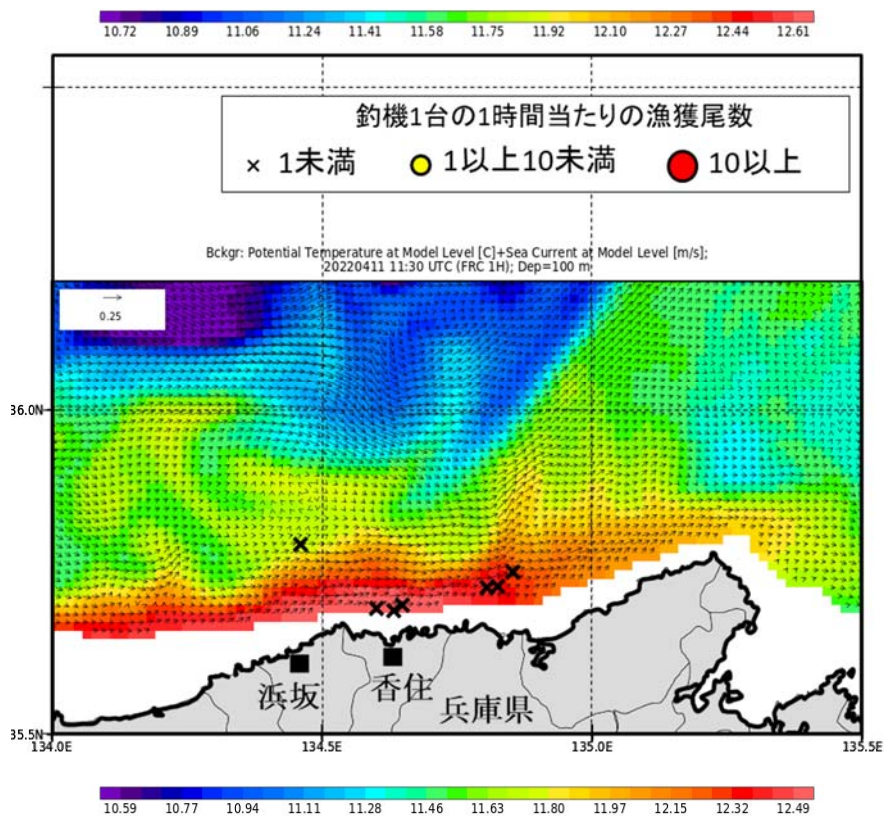 10.72 10.89 11.06 11.24 11.41 11.58 11.75 11.92 12.10 12.27 12.44 12.61
釣機1台の1時間当たりの漁獲尾数
× 1未満 1以上10未満 10以上
Bckgr: Potential Temperature at Model Level [C]+Sea Current at Model Level [m/s];
20220411 11:30 UTC (FRC 1H); Dep=100 m
0.25
36.0N
浜坂
香住
兵庫県
35.5N
134.0E 134.5E 135.0E 135.5E
10.59 10.77 10.94 11.11 11.28 11.46 11.63 11.80 11.97 12.15 12.32 12.49